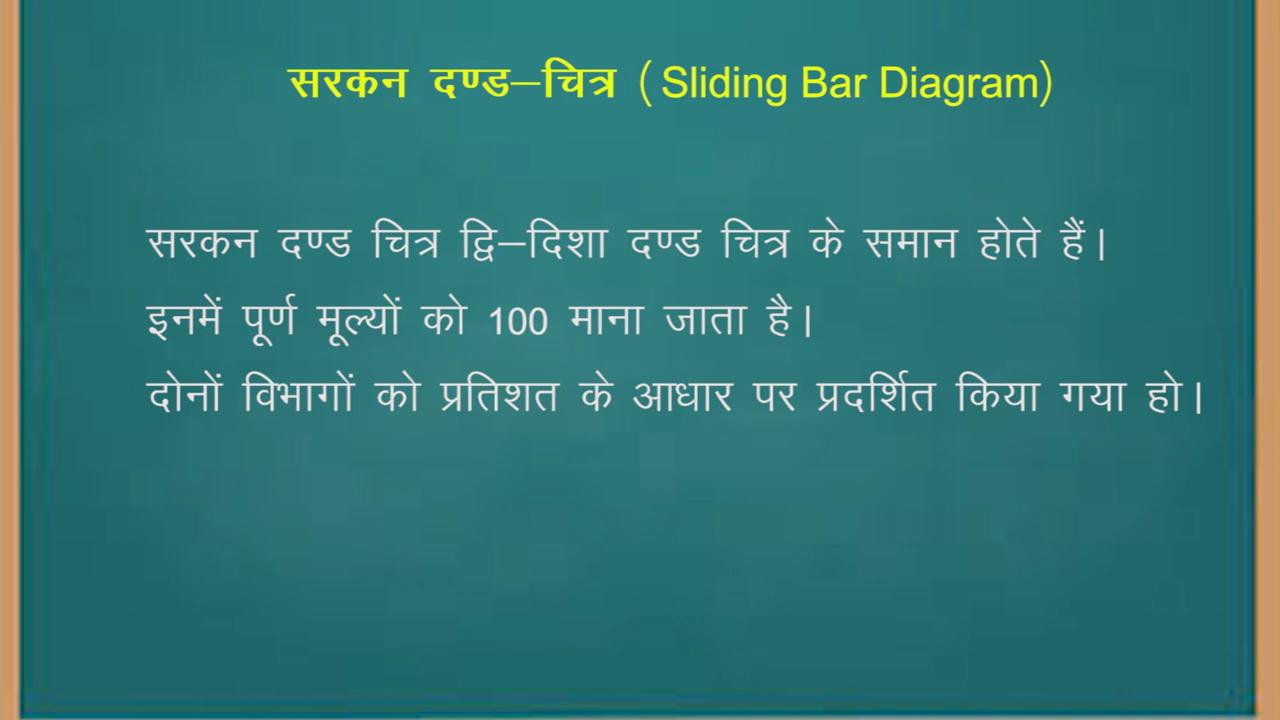 सरकन दण्ड–चित्र (Sliding Bar Diagram)
सरकन दण्ड चित्र द्वि–दिशा दण्ड चित्र के समान होते हैं।
इनमें पूर्ण मूल्यों को 100 माना जाता है।
दोनों विभागों को प्रतिशत के आधार पर प्रदर्शित किया गया हो।